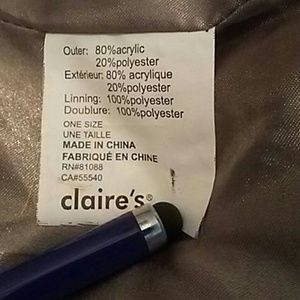 Outer: 80%acrylic
20%polyester
Extérieur: 80% acrylique
20%polyester
Linning: 100%polyester
Doublure: 100%polyester
ONE SIZE
UNE TAILLE
MADE IN CHINA
FABRIQUÉ EN CHINE
RN#81088
CA#55540
claire's®